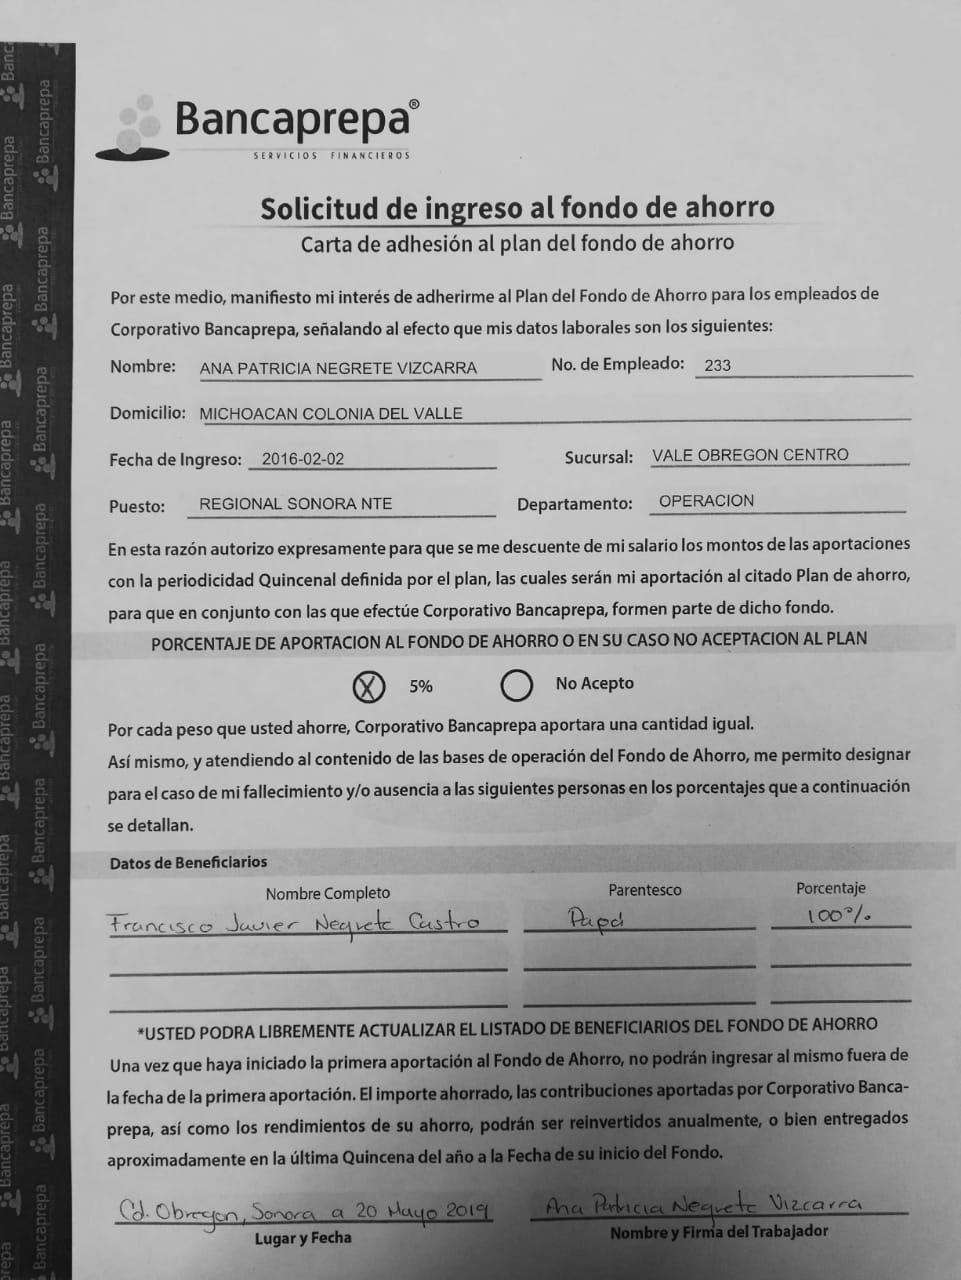 Bancaprepa®
SERVICIOS FINANCIEROS
Solicitud de ingreso al fondo de ahorro
Carta de adhesión al plan del fondo de ahorro
Por este medio, manifiesto mi interés de adherirme al Plan del Fondo de Ahorro para los empleados de
Corporativo Bancaprepa, señalando al efecto que mis datos laborales son los siguientes:
Nombre: ANA PATRICIA NEGRETE VIZCARRA No. de Empleado: 233
Domicilio: MICHOACAN COLONIA DEL VALLE
Fecha de Ingreso: 2016-02-02 Sucursal: VALE OBREGON CENTRO
Puesto: REGIONAL SONORA NTE Departamento: OPERACION
En esta razón autorizo expresamente para que se me descuente de mi salario los montos de las aportaciones
con la periodicidad Quincenal definida por el plan, las cuales serán mi aportación al citado Plan de ahorro,
para que en conjunto con las que efectúe Corporativo Bancaprepa, formen parte de dicho fondo.
PORCENTAJE DE APORTACION AL FONDO DE AHORRO O EN SU CASO NO ACEPTACION AL PLAN
X 5% No Acepto
Por cada peso que usted ahorre, Corporativo Bancaprepa aportara una cantidad igual.
Así mismo, y atendiendo al contenido de las bases de operación del Fondo de Ahorro, me permito designar
para el caso de mi fallecimiento y/o ausencia a las siguientes personas en los porcentajes que a continuación
se detallan.
Datos de Beneficiarios
Nombre Completo Parentesco Porcentaje
Francisco Javier Negrete Castro Papá 100%
*USTED PODRA LIBREMENTE ACTUALIZAR EL LISTADO DE BENEFICIARIOS DEL FONDO DE AHORRO
Una vez que haya iniciado la primera aportación al Fondo de Ahorro, no podrán ingresar al mismo fuera de
la fecha de la primera aportación. El importe ahorrado, las contribuciones aportadas por Corporativo Banca-
prepa, así como los rendimientos de su ahorro, podrán ser reinvertidos anualmente, o bien entregados
aproximadamente en la última Quincena del año a la Fecha de su inicio del Fondo.
Cd. Obregon, Sonora a 20 Mayo 2019 Ana Patricia Negrete Vizcarra
Lugar y Fecha Nombre y Firma del Trabajador